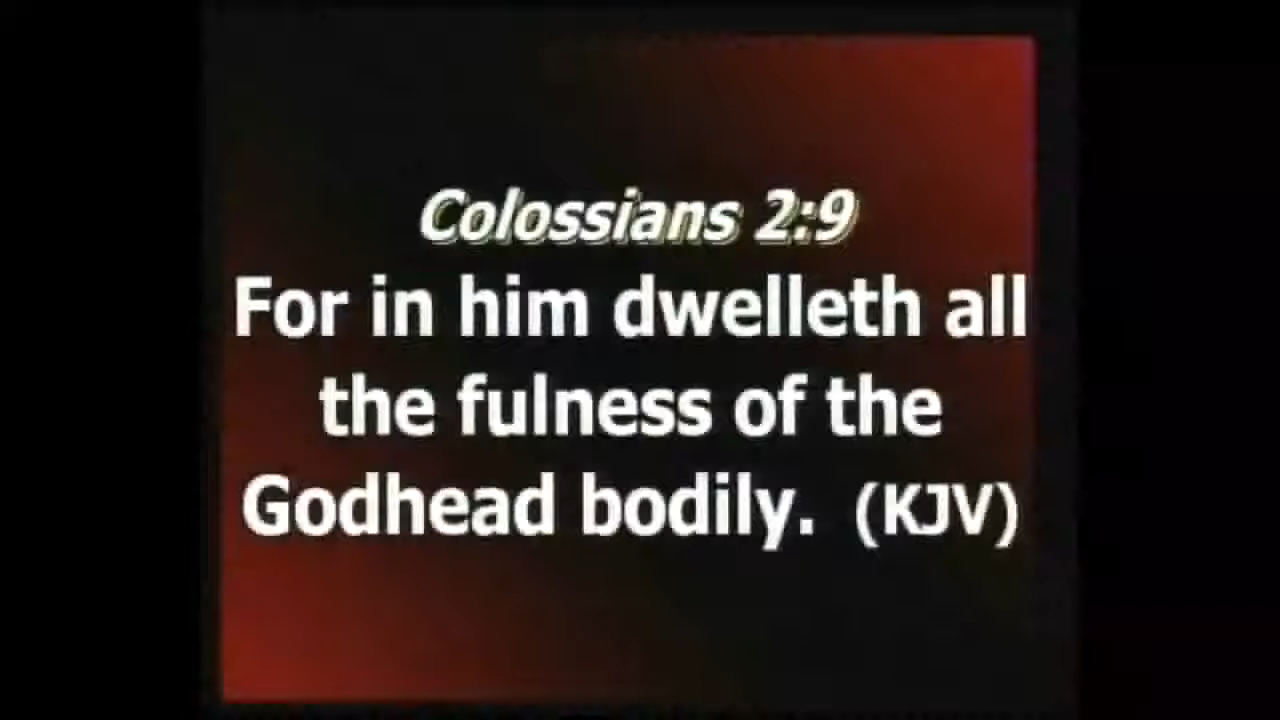 Colossians 2:9
For in him dwelleth all
the fulness of the
Godhead bodily. (KJV)